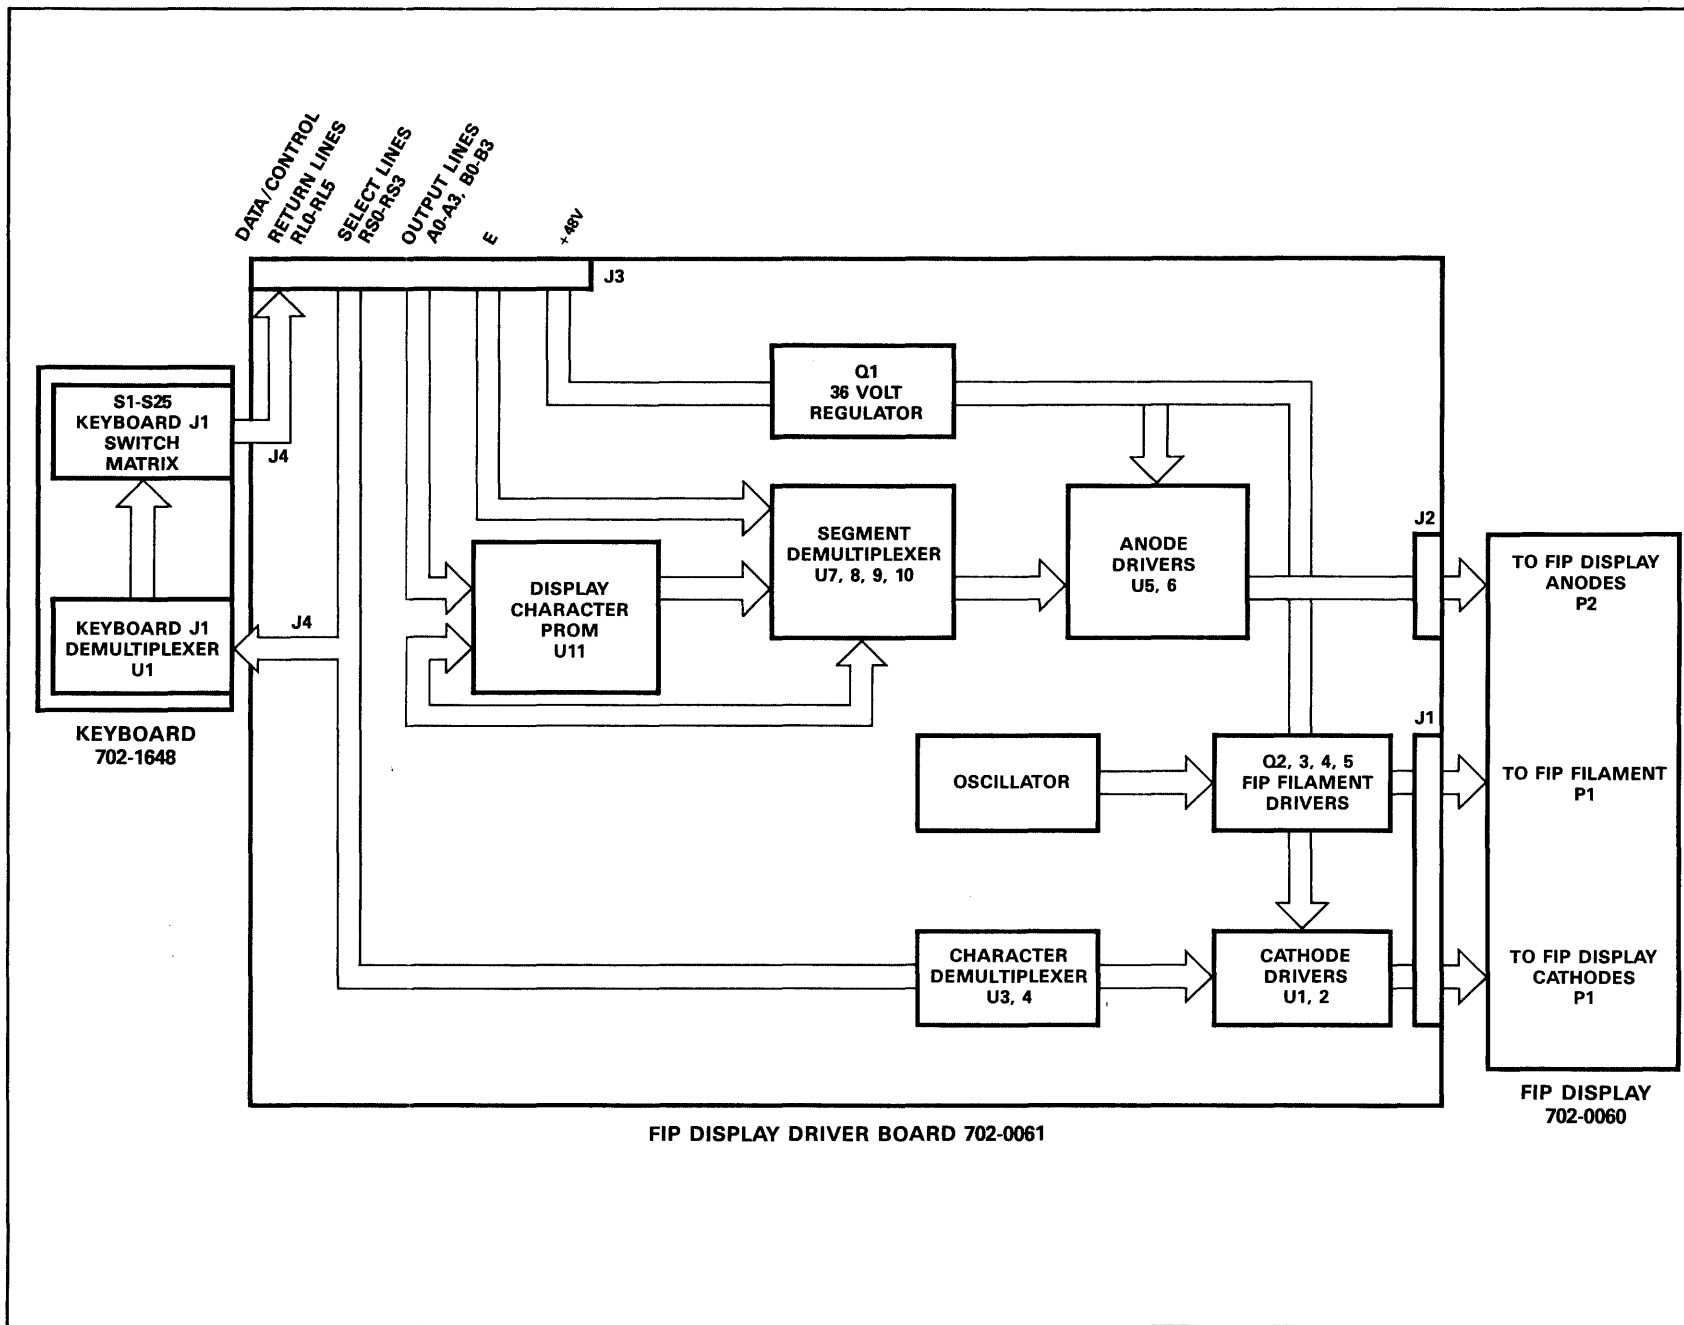 DATA/CONTROL
RETURN LINES
RL0-RL5
SELECT LINES
RS0-RS3
OUTPUT LINES
A0-A3, B0-B3
E
+48V
J3
Q1
36 VOLT
REGULATOR
S1-S25
KEYBOARD J1
SWITCH
MATRIX
J4
J2
SEGMENT
DEMULTIPLEXER
U7, 8, 9, 10
ANODE
DRIVERS
U5, 6
TO FIP DISPLAY
ANODES
P2
DISPLAY
CHARACTER
PROM
U11
J4
KEYBOARD J1
DEMULTIPLEXER
U1
KEYBOARD
702-1648
J1
OSCILLATOR
Q2, 3, 4, 5
FIP FILAMENT
DRIVERS
TO FIP FILAMENT
P1
CHARACTER
DEMULTIPLEXER
U3, 4
CATHODE
DRIVERS
U1, 2
TO FIP DISPLAY
CATHODES
P1
FIP DISPLAY
702-0060
FIP DISPLAY DRIVER BOARD 702-0061